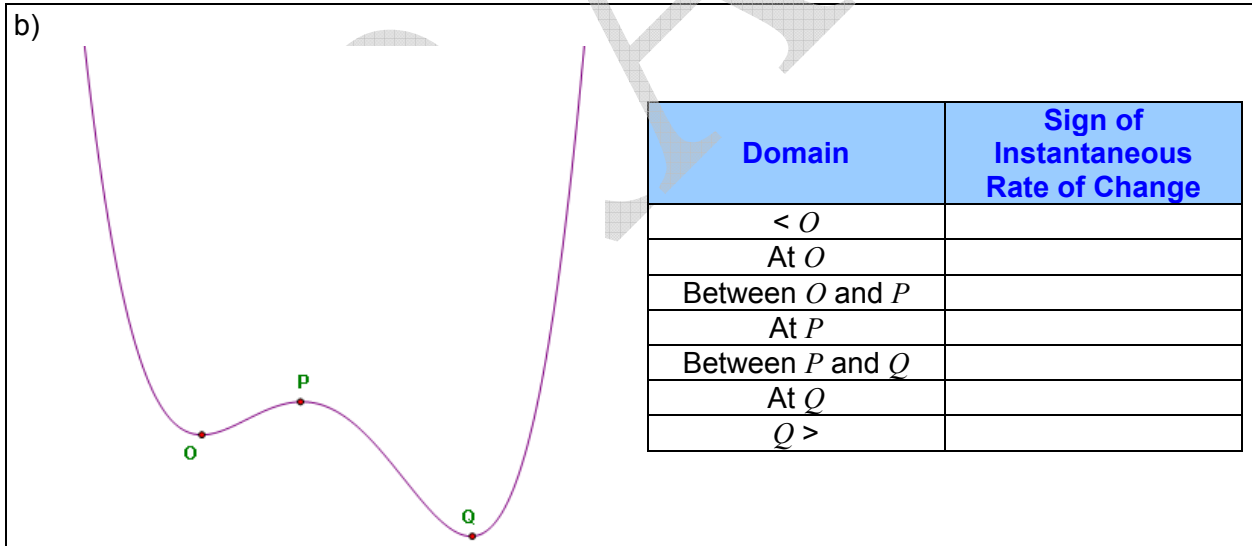 b)
P
O
Q
Domain
Sign of
Instantaneous
Rate of Change
< O
At O
Between O and P
At P
Between P and Q
At Q
Q >